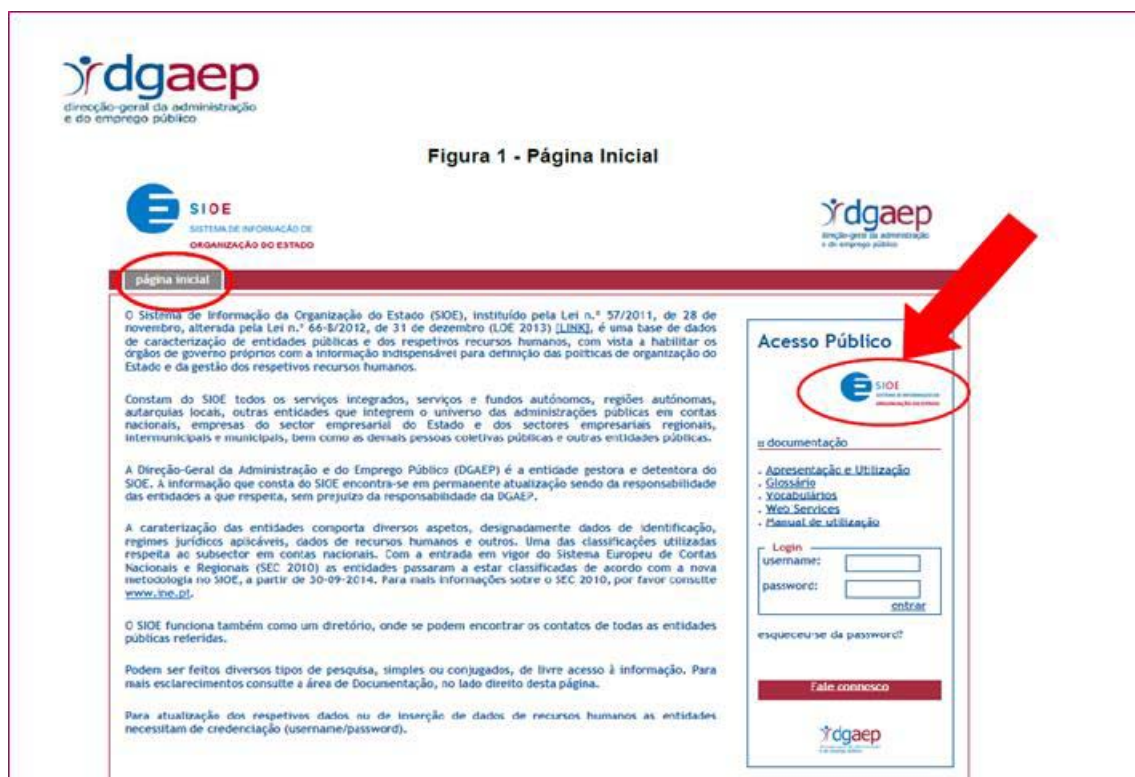 dgaep
direcção-geral da administração
e do emprego público
Figura 1 - Página Inicial
SIOE
SISTEMA DE INFORMAÇÃO DE
ORGANIZAÇÃO DO ESTADO
dgaep
direção-geral da administração
e do emprego público
página inicial
O Sistema de Informação da Organização do Estado (SIOE), instituído pela Lei n.º 57/2011, de 28 de
novembro, alterada pela Lei n.º 66-B/2012, de 31 de dezembro (LOE 2013) [LINK], é uma base de dados
de caracterização de entidades públicas e dos respetivos recursos humanos, com vista a habilitar os
órgãos de governo próprios com a informação indispensável para definição das políticas de organização do
Estado e da gestão dos respetivos recursos humanos.
Constam do SIOE todos os serviços integrados, serviços e fundos autónomos, regiões autónomas,
autarquias locais, outras entidades que integrem o universo das administrações públicas em contas
nacionais, empresas do sector empresarial do Estado e dos sectores empresariais regionais,
intermunicipais e municipais, bem como as demais pessoas coletivas públicas e outras entidades públicas.
A Direção-Geral da Administração e do Emprego Público (DGAEP) é a entidade gestora e detentora do
SIOE. A informação que consta do SIOE encontra-se em permanente atualização sendo da responsabilidade
das entidades a que respeita, sem prejuízo da responsabilidade da DGAEP.
A caraterização das entidades comporta diversos aspetos, designadamente dados de identificação,
regimes jurídicos aplicáveis, dados de recursos humanos e outros. Uma das classificações utilizadas
respeita ao subsector em contas nacionais. Com a entrada em vigor do Sistema Europeu de Contas
Nacionais e Regionais (SEC 2010) as entidades passaram a estar classificadas de acordo com a nova
metodologia no SIOE, a partir de 30-09-2014. Para mais informações sobre o SEC 2010, por favor consulte
www.ine.pt.
O SIOE funciona também como um diretório, onde se podem encontrar os contatos de todas as entidades
públicas referidas.
Podem ser feitos diversos tipos de pesquisa, simples ou conjugados, de livre acesso à informação. Para
mais esclarecimentos consulte a área de Documentação, no lado direito desta página.
Para atualização dos respetivos dados ou de inserção de dados de recursos humanos as entidades
necessitam de credenciação (username/password).
Acesso Público
SIOE
SISTEMA DE INFORMAÇÃO DE
ORGANIZAÇÃO DO ESTADO
:: documentação
. Apresentação e Utilização
. Glossário
. Vocabulários
. Web Services
. Manual de utilização
Login
username:
password:
entrar
esqueceu-se da password?
Fale connosco
dgaep